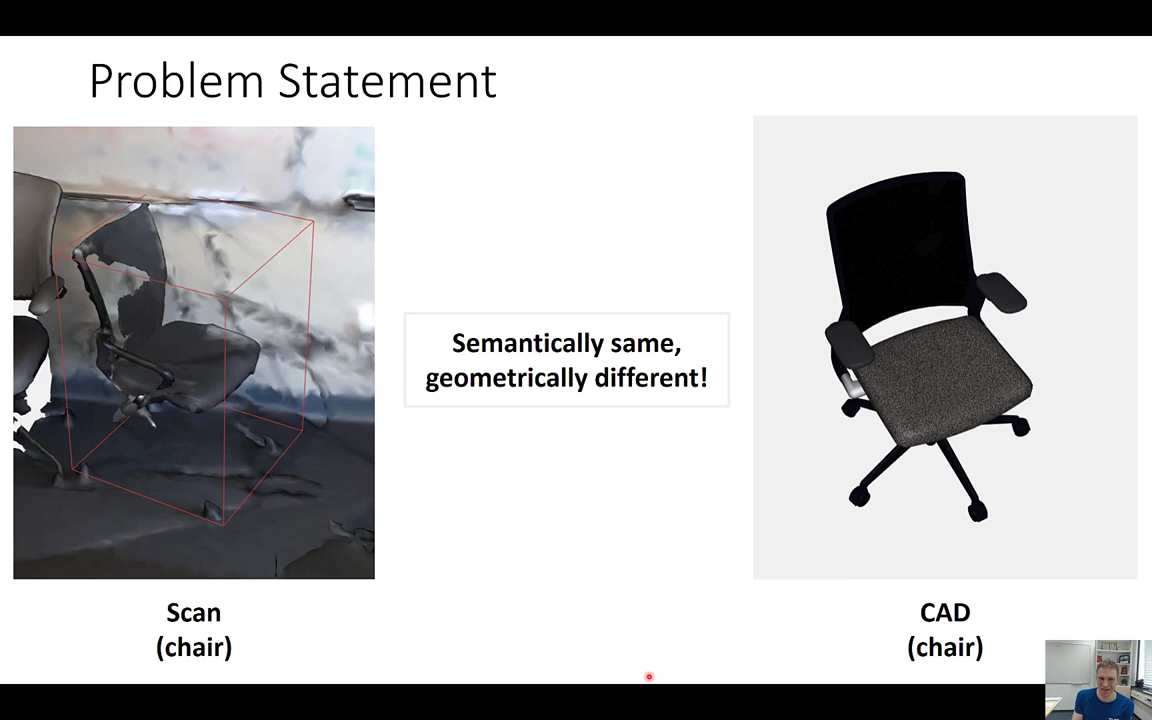 Problem Statement
Semantically same,
geometrically different!
Scan
(chair)
CAD
(chair)